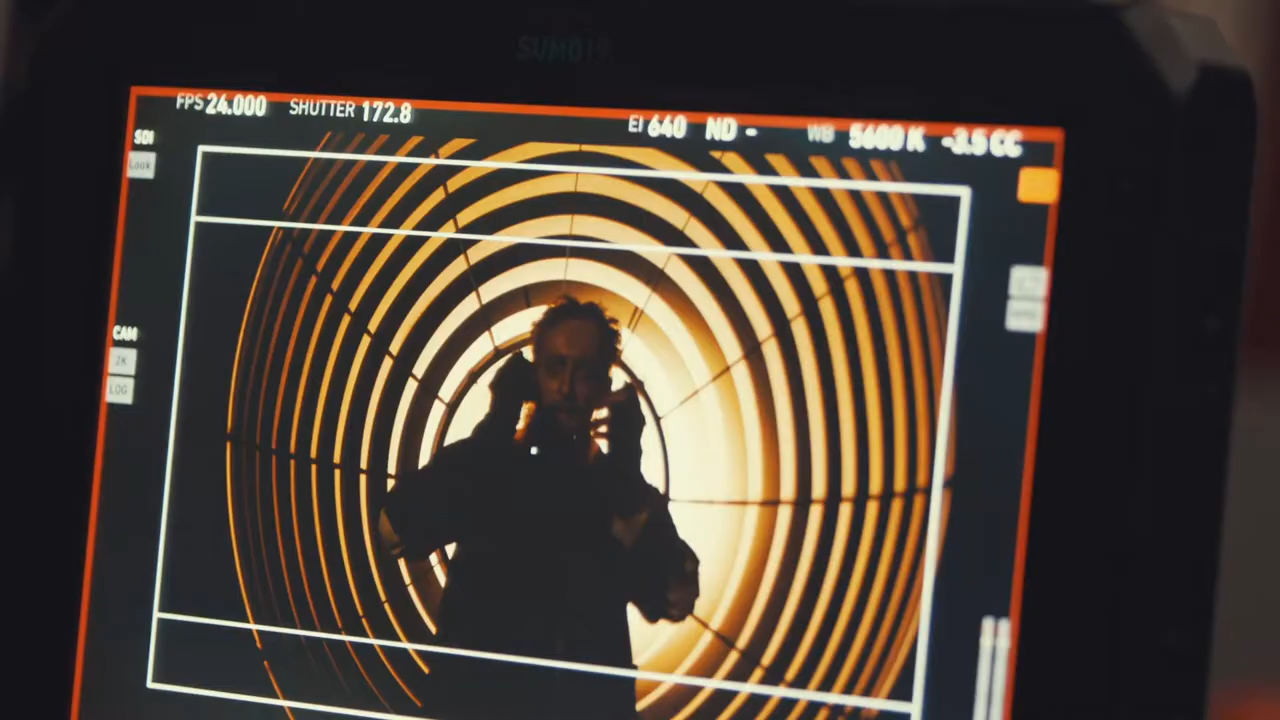 SUMO19
FPS 24.000 SHUTTER 172.8 EI 640 ND - WB 5600 K -3.5 CC
SDI
Look
CAM
2K
LOG